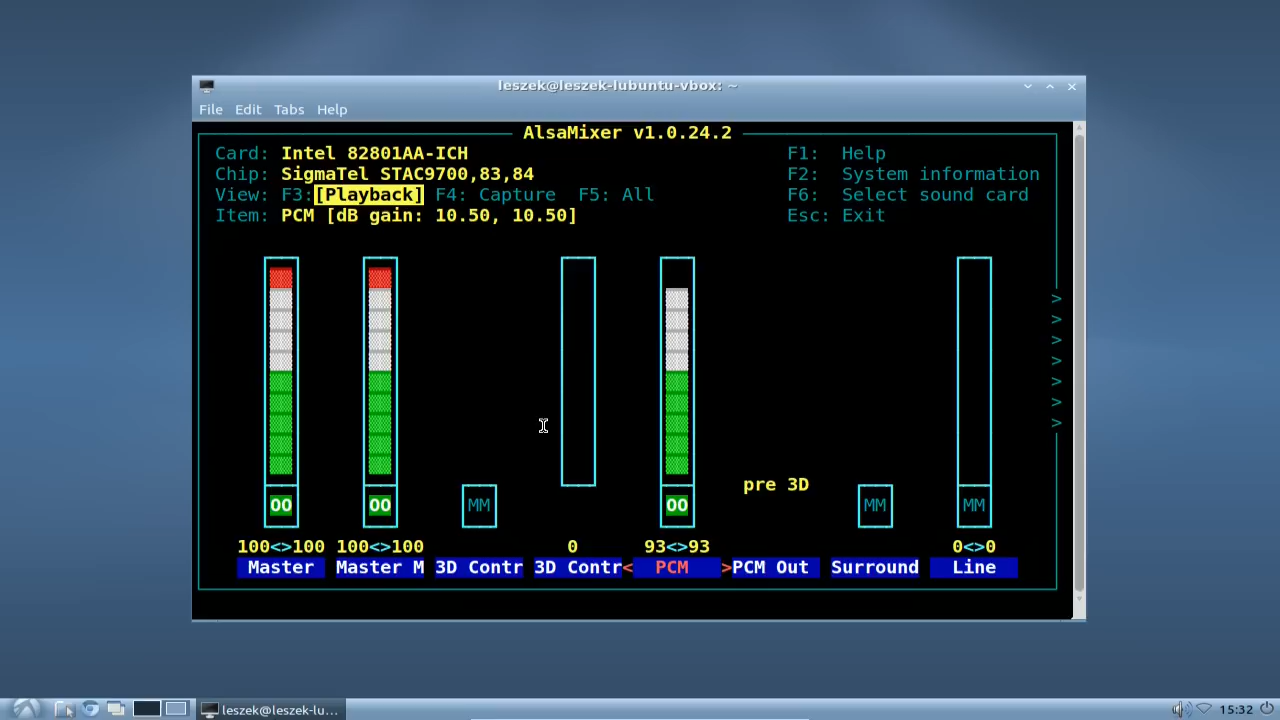 leszek@leszek-lubuntu-vbox: ~
File Edit Tabs Help
AlsaMixer v1.0.24.2
Card: Intel 82801AA-ICH F1: Help
Chip: SigmaTel STAC9700,83,84 F2: System information
View: F3:[Playback] F4: Capture F5: All F6: Select sound card
Item: PCM [dB gain: 10.50, 10.50] Esc: Exit
>
>
>
>
>
>
>
pre 3D
OO OO MM OO MM MM
100<>100 100<>100 0 93<>93 0<>0
Master Master M 3D Contr 3D Contr< PCM >PCM Out Surround Line
leszek@leszek-lu... 15:32